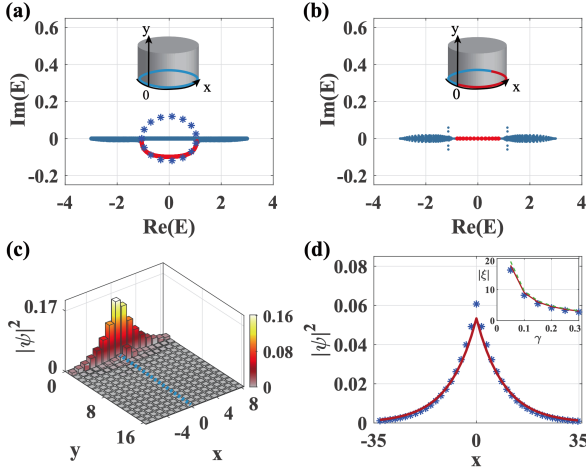 (a)
Im(E)
0.6
0.4
0.2
0
-0.2
y
0
x
-4 -2 0 2 4
Re(E)
(b)
Im(E)
0.6
0.4
0.2
0
-0.2
y
0
x
-4 -2 0 2 4
Re(E)
(c)
|ψ|²
0.17
0
0
8
16
y
-4
0
4
8
x
0.16
0.08
0
(d)
|ψ|²
0.08
0.06
0.04
0.02
0
-35 0 35
x
|ξ|
20
10
0
0 0.1 0.2 0.3
γ